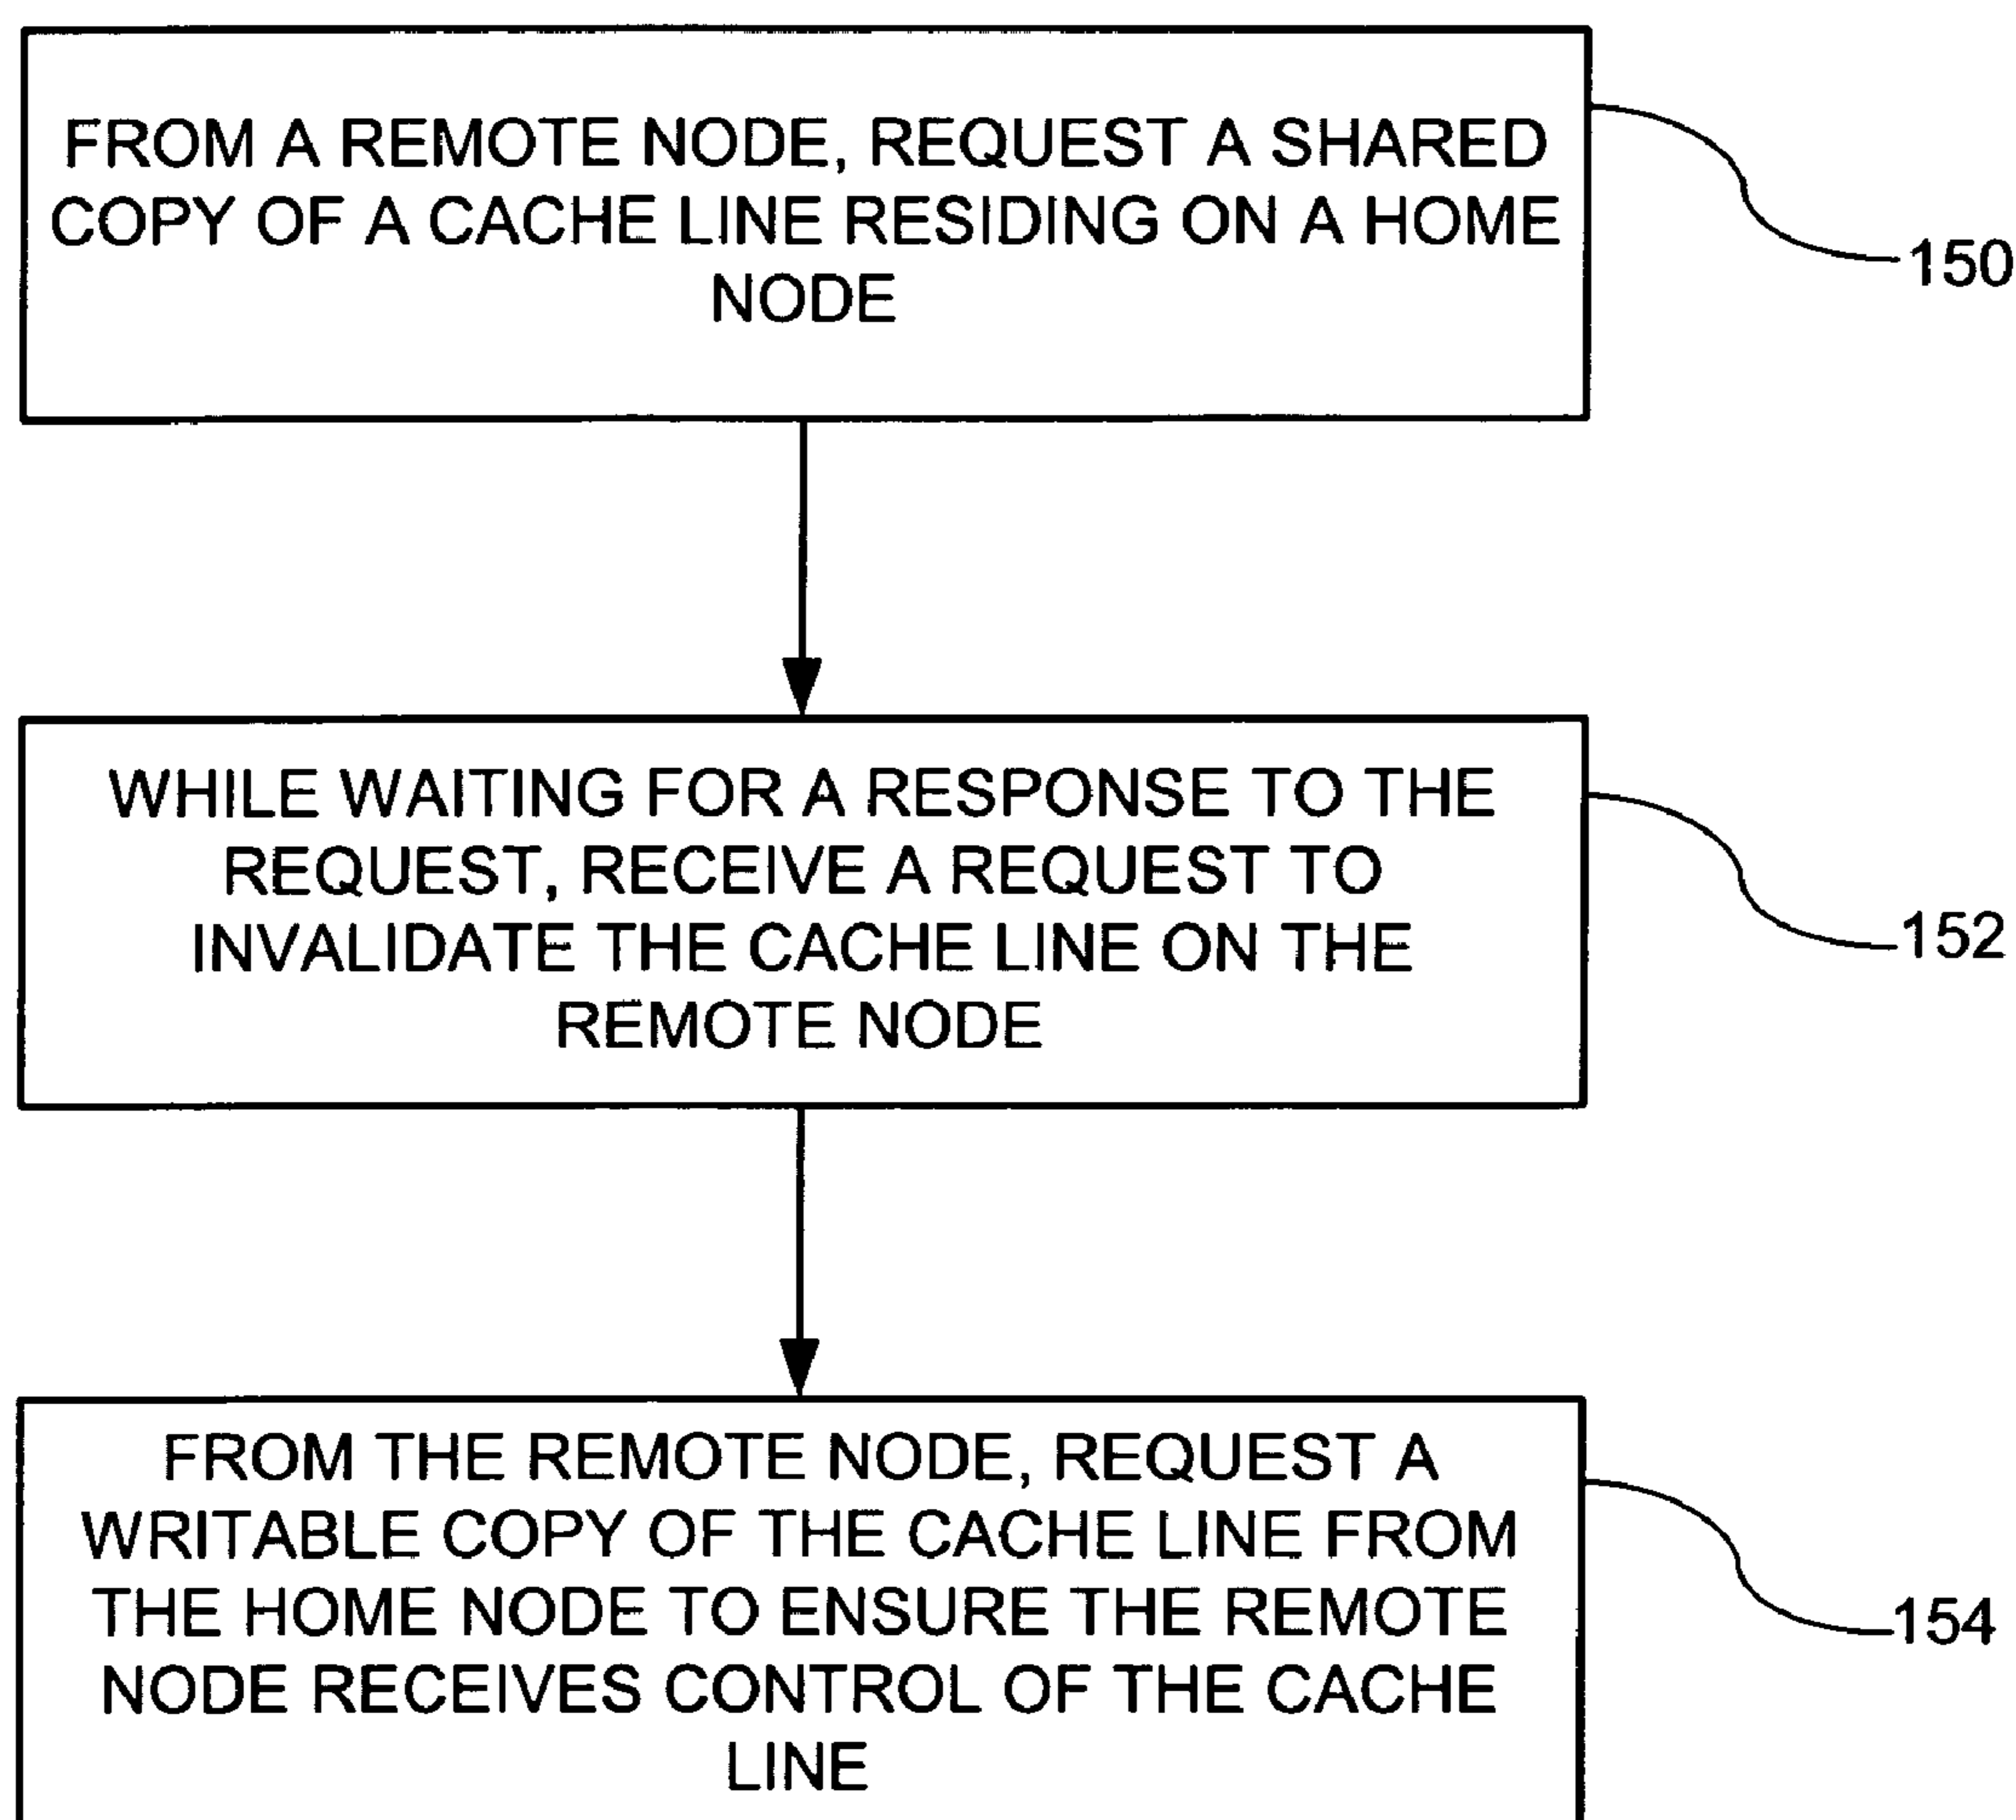 FROM A REMOTE NODE, REQUEST A SHARED
COPY OF A CACHE LINE RESIDING ON A HOME
NODE
150
WHILE WAITING FOR A RESPONSE TO THE
REQUEST, RECEIVE A REQUEST TO
INVALIDATE THE CACHE LINE ON THE
REMOTE NODE
152
FROM THE REMOTE NODE, REQUEST A
WRITABLE COPY OF THE CACHE LINE FROM
THE HOME NODE TO ENSURE THE REMOTE
NODE RECEIVES CONTROL OF THE CACHE
LINE
154